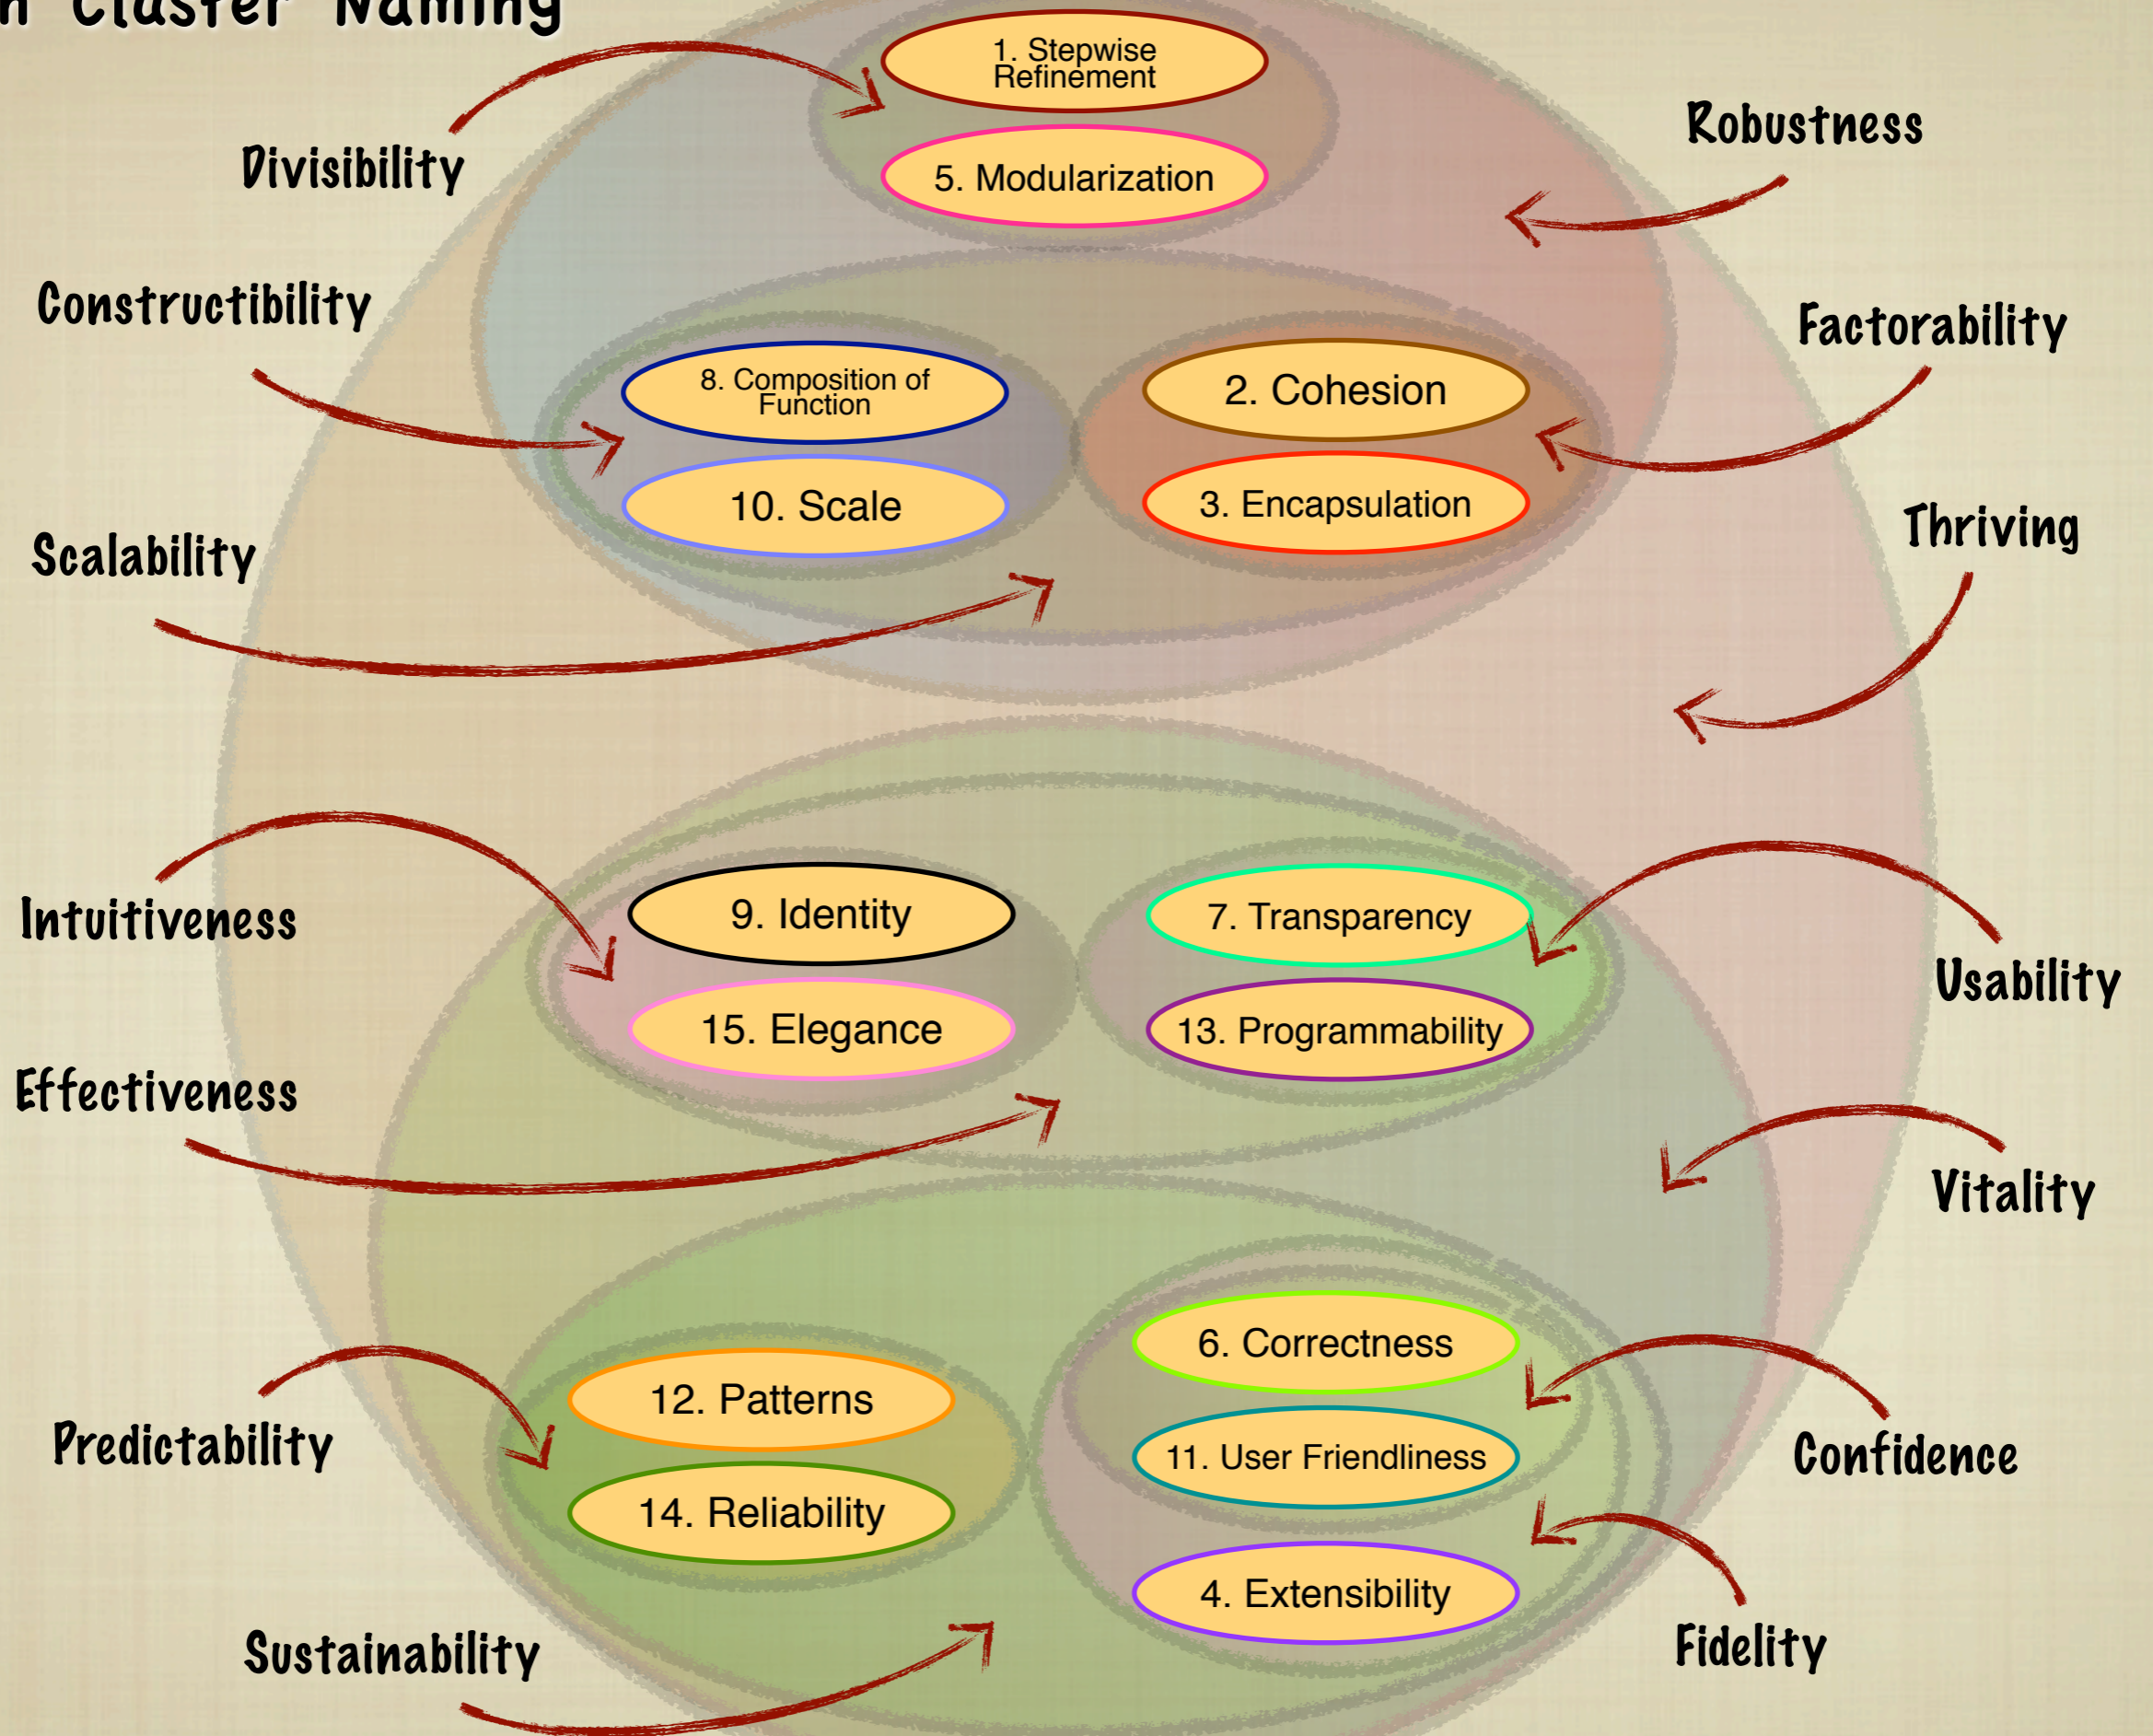 Cluster Naming
1. Stepwise
Refinement
Robustness
Divisibility
5. Modularization
Constructibility
Factorability
8. Composition of
Function
2. Cohesion
10. Scale
3. Encapsulation
Thriving
Scalability
9. Identity
7. Transparency
Intuitiveness
Usability
15. Elegance
13. Programmability
Effectiveness
Vitality
6. Correctness
12. Patterns
Predictability
11. User Friendliness
Confidence
14. Reliability
4. Extensibility
Sustainability
Fidelity